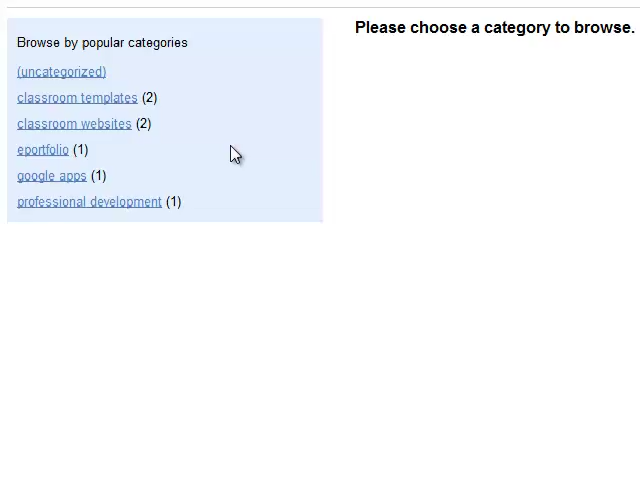 Please choose a category to browse.
Browse by popular categories
(uncategorized)
classroom templates (2)
classroom websites (2)
eportfolio (1)
google apps (1)
professional development (1)